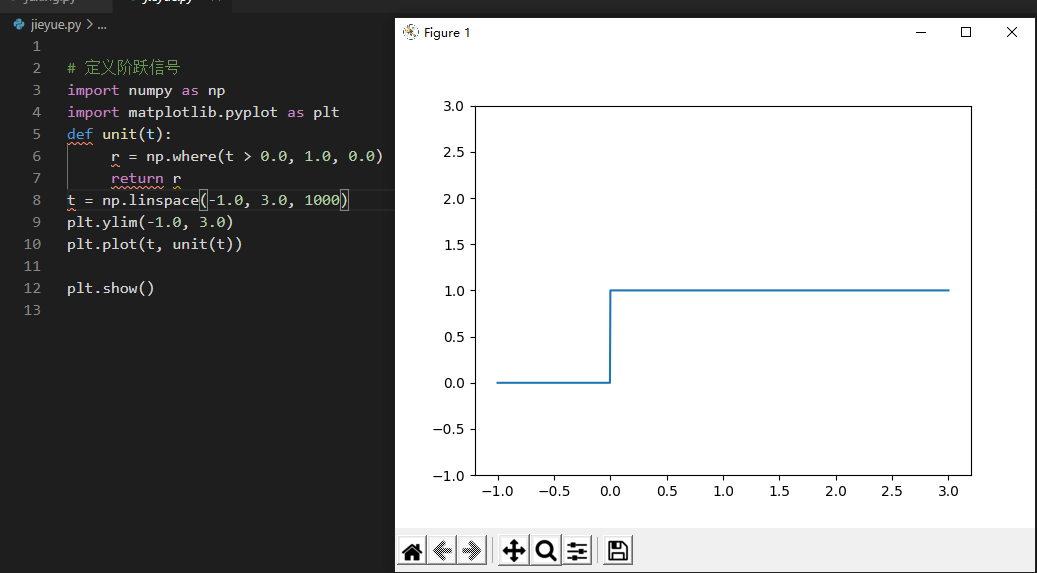 jieyue.py > ...
1
2 # 定义阶跃信号
3 import numpy as np
4 import matplotlib.pyplot as plt
5 def unit(t):
6 r = np.where(t > 0.0, 1.0, 0.0)
7 return r
8 t = np.linspace(-1.0, 3.0, 1000)
9 plt.ylim(-1.0, 3.0)
10 plt.plot(t, unit(t))
11
12 plt.show()
13
Figure 1
3.0
2.5
2.0
1.5
1.0
0.5
0.0
−0.5
−1.0
−1.0 −0.5 0.0 0.5 1.0 1.5 2.0 2.5 3.0